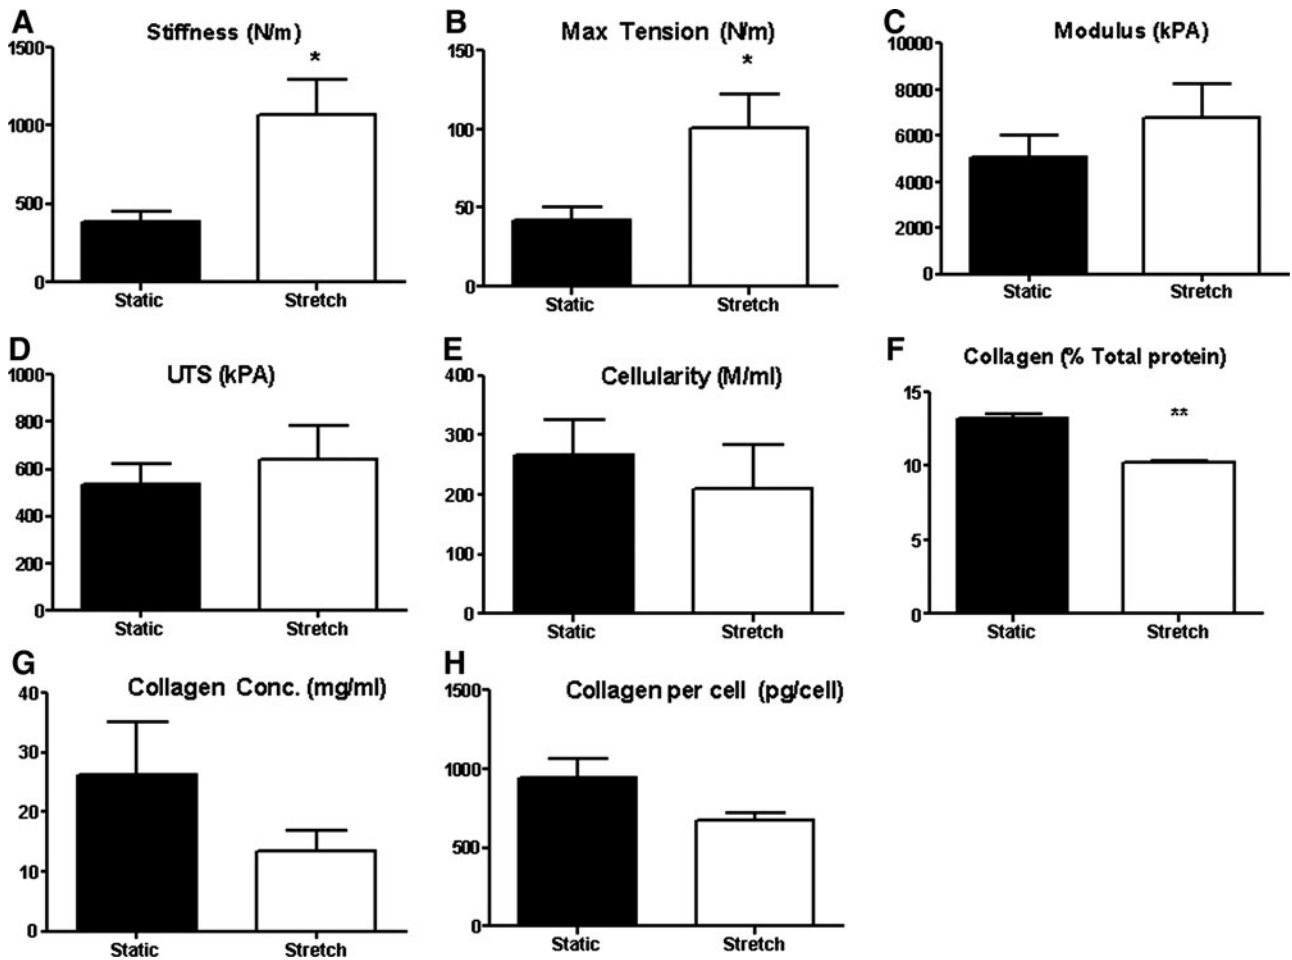 A
Stiffness (N/m)
1500
1000
500
0
*
Static
Stretch
B
Max Tension (N/m)
150
100
50
0
*
Static
Stretch
C
Modulus (kPA)
10000
8000
6000
4000
2000
0
Static
Stretch
D
UTS (kPA)
1000
800
600
400
200
0
Static
Stretch
E
Cellularity (M/ml)
400
300
200
100
0
Static
Stretch
F
Collagen (% Total protein)
15
10
5
0
**
Static
Stretch
G
Collagen Conc. (mg/ml)
40
30
20
10
0
Static
Stretch
H
Collagen per cell (pg/cell)
1500
1000
500
0
Static
Stretch